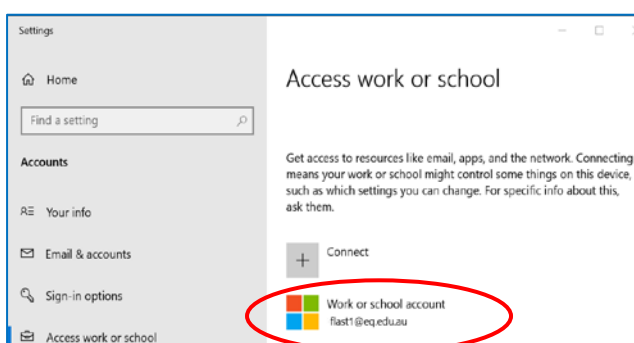 Settings
Home
Find a setting
Accounts
Your info
Email & accounts
Sign-in options
Access work or school
Access work or school
Get access to resources like email, apps, and the network. Connecting
means your work or school might control some things on this device,
such as which settings you can change. For specific info about this,
ask them.
Connect
Work or school account
flast1@eq.edu.au